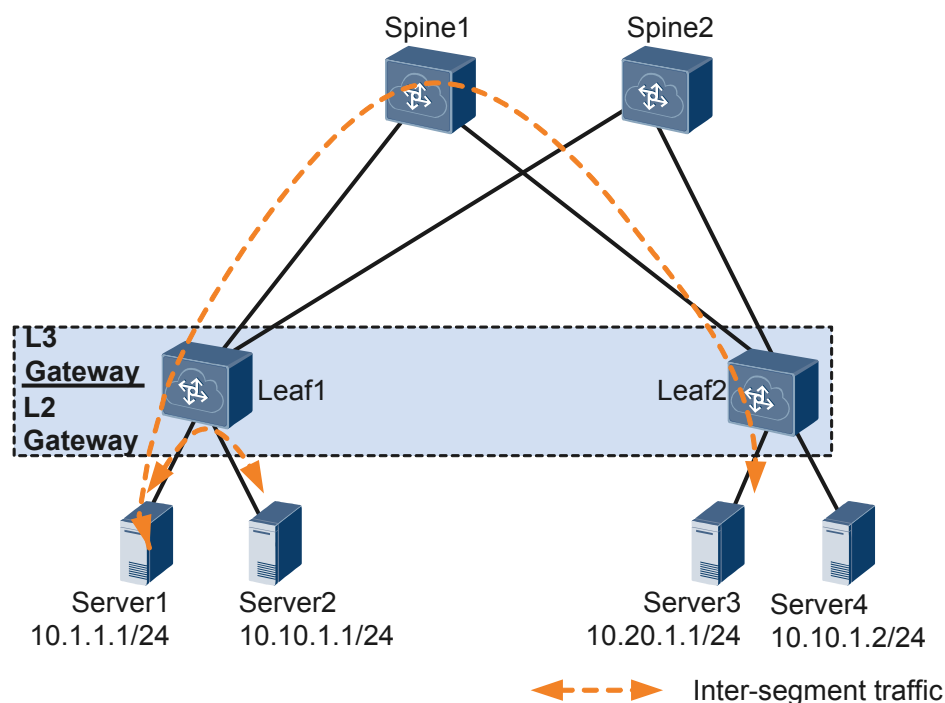 Spine1
Spine2
L3
Gateway
L2
Gateway
Leaf1
Leaf2
Server1
10.1.1.1/24
Server2
10.10.1.1/24
Server3
10.20.1.1/24
Server4
10.10.1.2/24
Inter-segment traffic